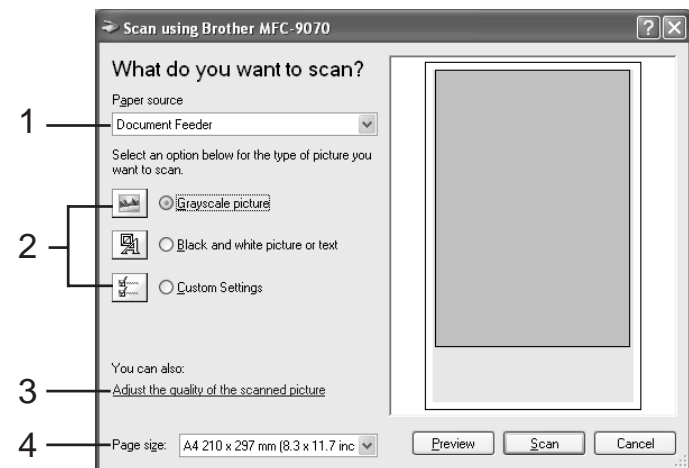 Scan using Brother MFC-9070
What do you want to scan?
Paper source
1
Document Feeder
Select an option below for the type of picture you
want to scan.
Grayscale picture
2
Black and white picture or text
Custom Settings
You can also:
3
Adjust the quality of the scanned picture
4
Page size:
A4 210 x 297 mm (8.3 x 11.7 inc
Preview
Scan
Cancel